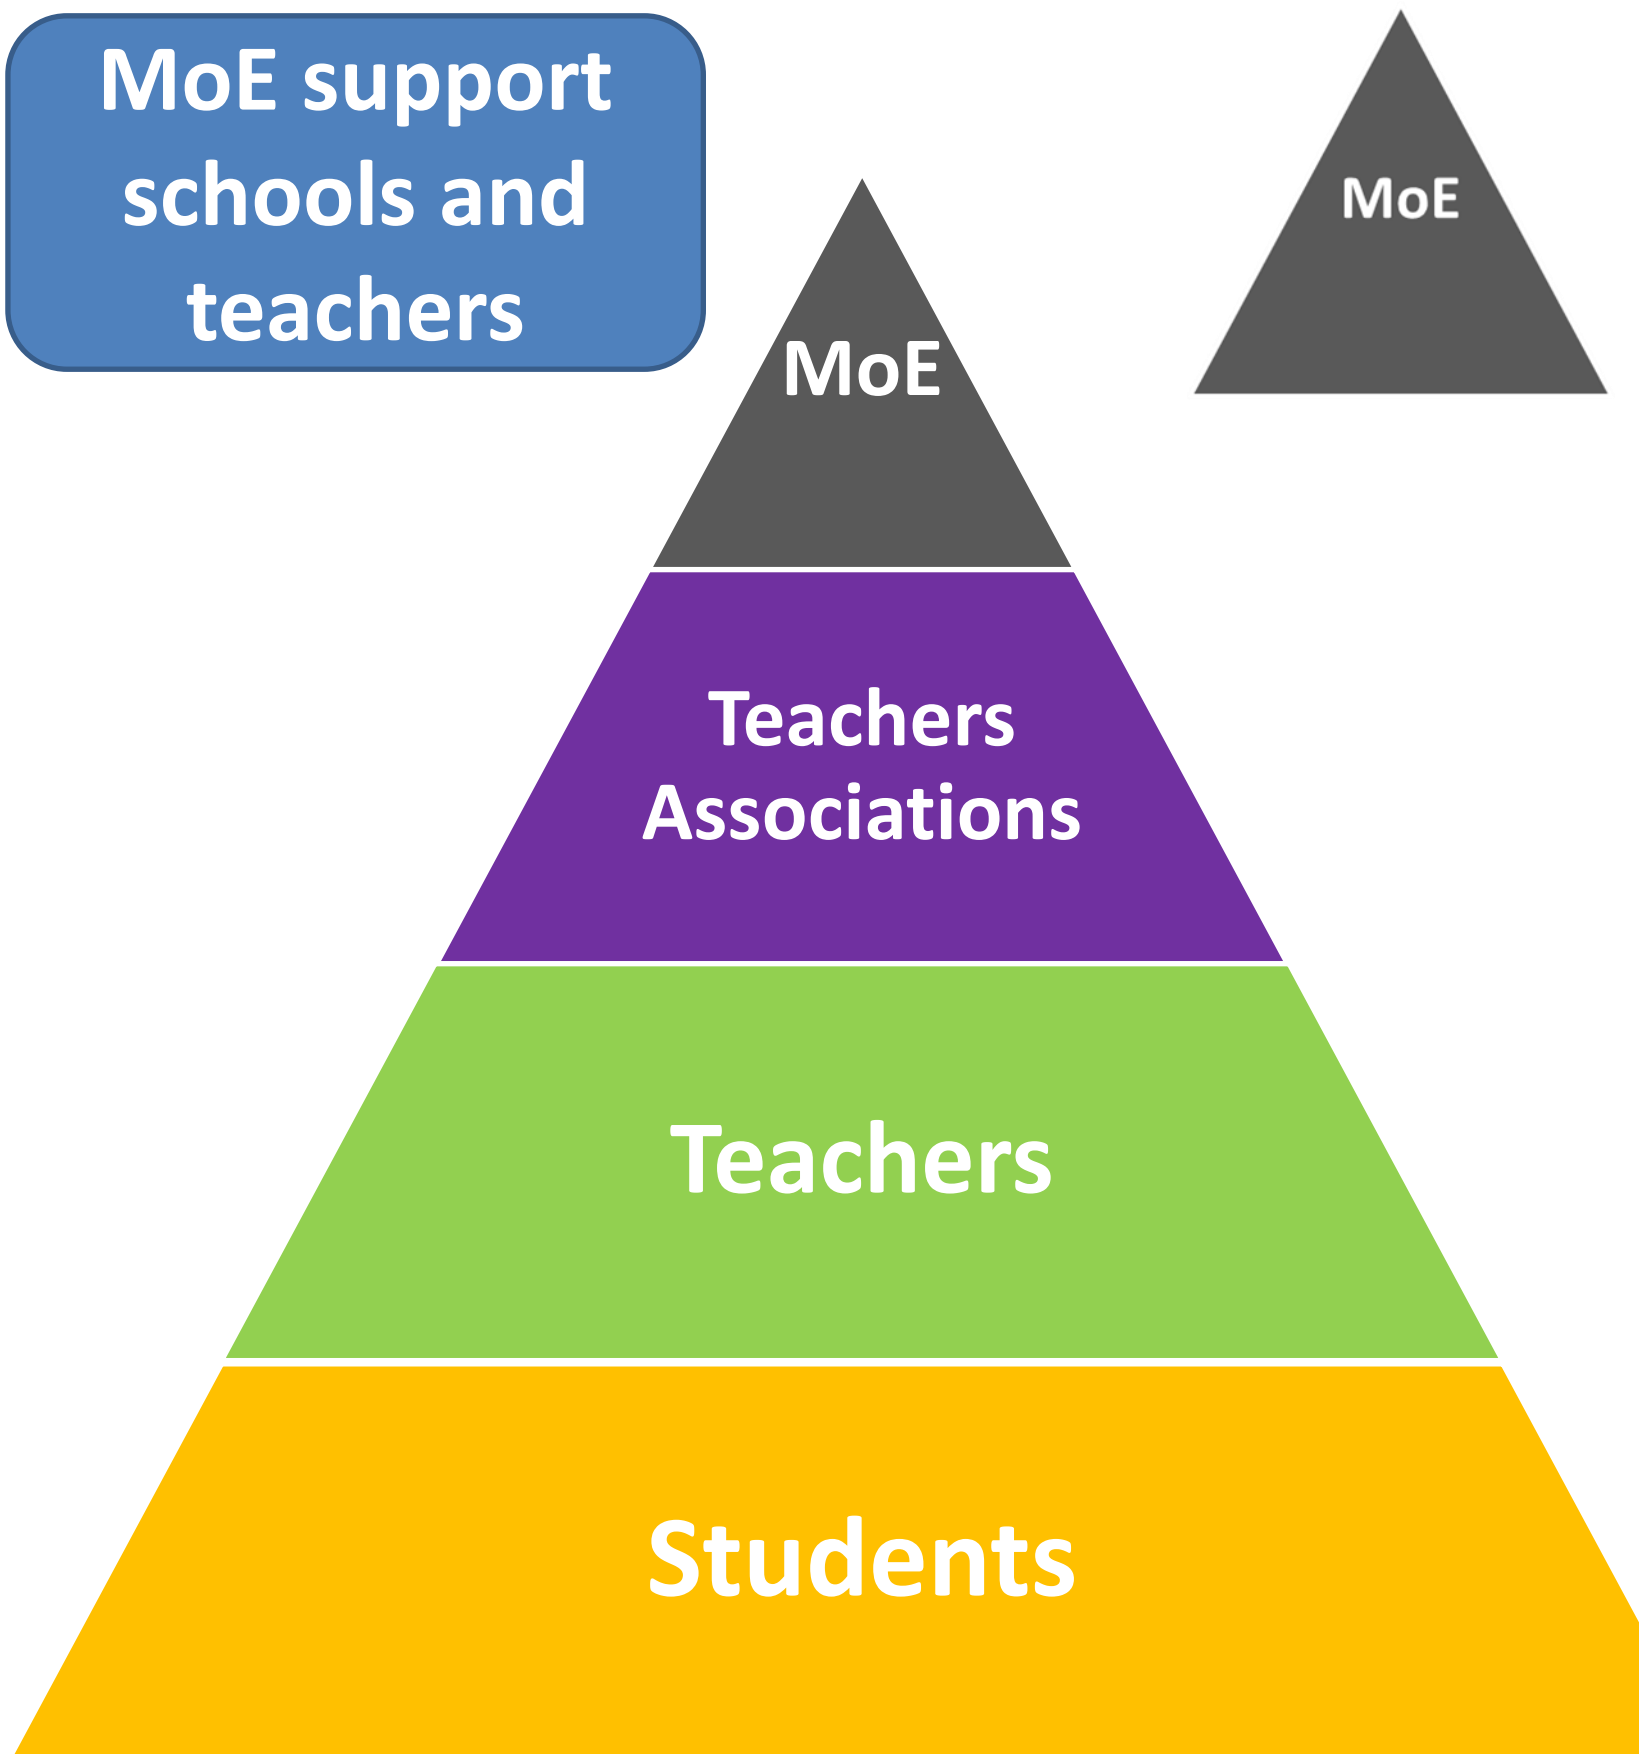 MoE support
schools and
teachers
MoE
MoE
Teachers
Associations
Teachers
Students